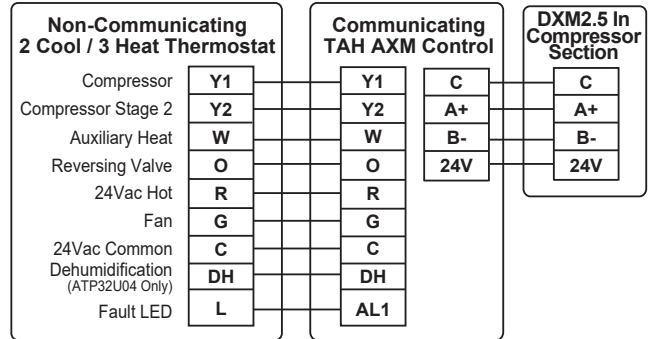 Non-Communicating
2 Cool / 3 Heat Thermostat
Compressor Y1
Compressor Stage 2 Y2
Auxiliary Heat W
Reversing Valve O
24Vac Hot R
Fan G
24Vac Common C
Dehumidification
(ATP32U04 Only) DH
Fault LED L
Communicating
TAH AXM Control
Y1
Y2
W
O
R
G
C
DH
AL1
C
A+
B-
24V
DXM2.5 In
Compressor
Section
C
A+
B-
24V